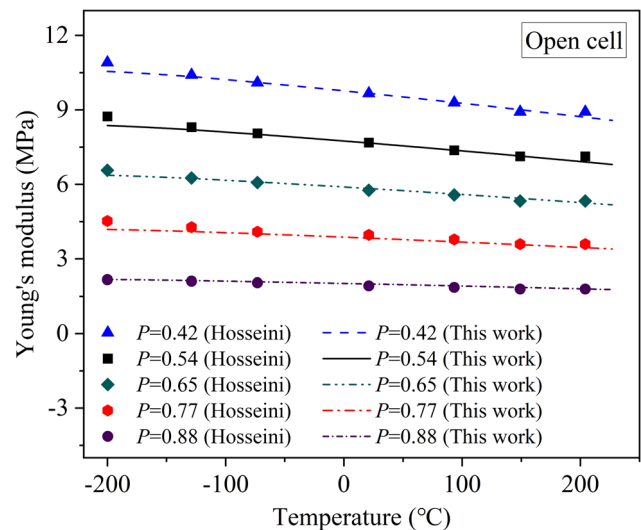 Open cell
Young's modulus (MPa)
12
9
6
3
0
-3
P=0.42 (Hosseini) P=0.42 (This work)
P=0.54 (Hosseini) P=0.54 (This work)
P=0.65 (Hosseini) P=0.65 (This work)
P=0.77 (Hosseini) P=0.77 (This work)
P=0.88 (Hosseini) P=0.88 (This work)
-200 -100 0 100 200
Temperature (℃)